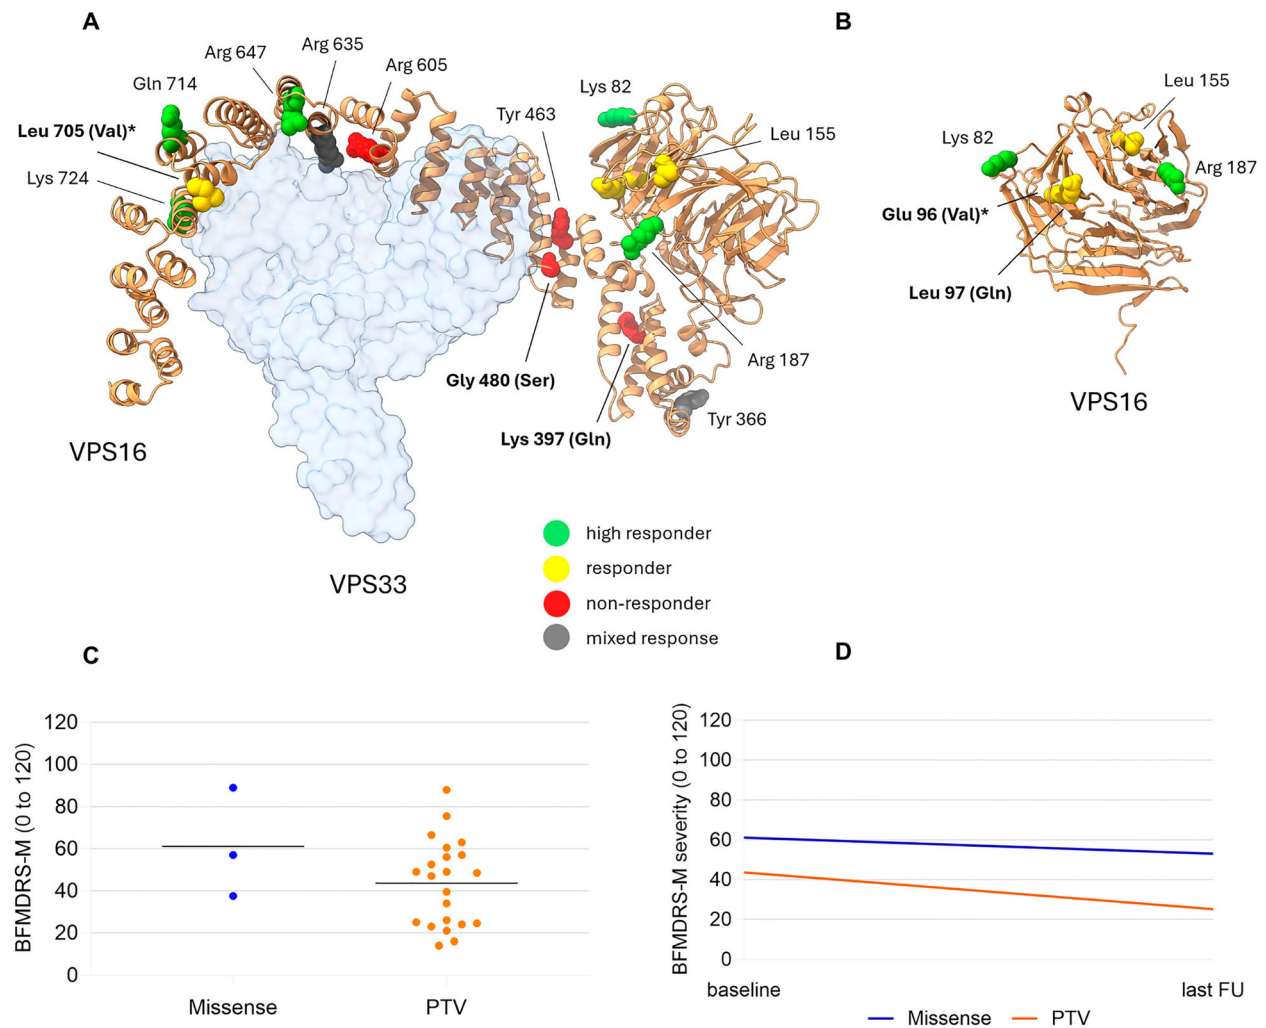 A
B
Arg 635
Arg 647
Arg 605
Gln 714
Leu 705 (Val)*
Lys 724
Tyr 463
Lys 82
Leu 155
Gly 480 (Ser)
Arg 187
Lys 397 (Gln)
Tyr 366
VPS16
VPS33
Leu 155
Lys 82
Arg 187
Glu 96 (Val)*
Leu 97 (Gln)
VPS16
high responder
responder
non-responder
mixed response
C
BFMDRS-M (0 to 120)
120
100
80
60
40
20
0
Missense
PTV
D
BFMDRS-M severity (0 to 120)
120
100
80
60
40
20
0
baseline
last FU
Missense
PTV